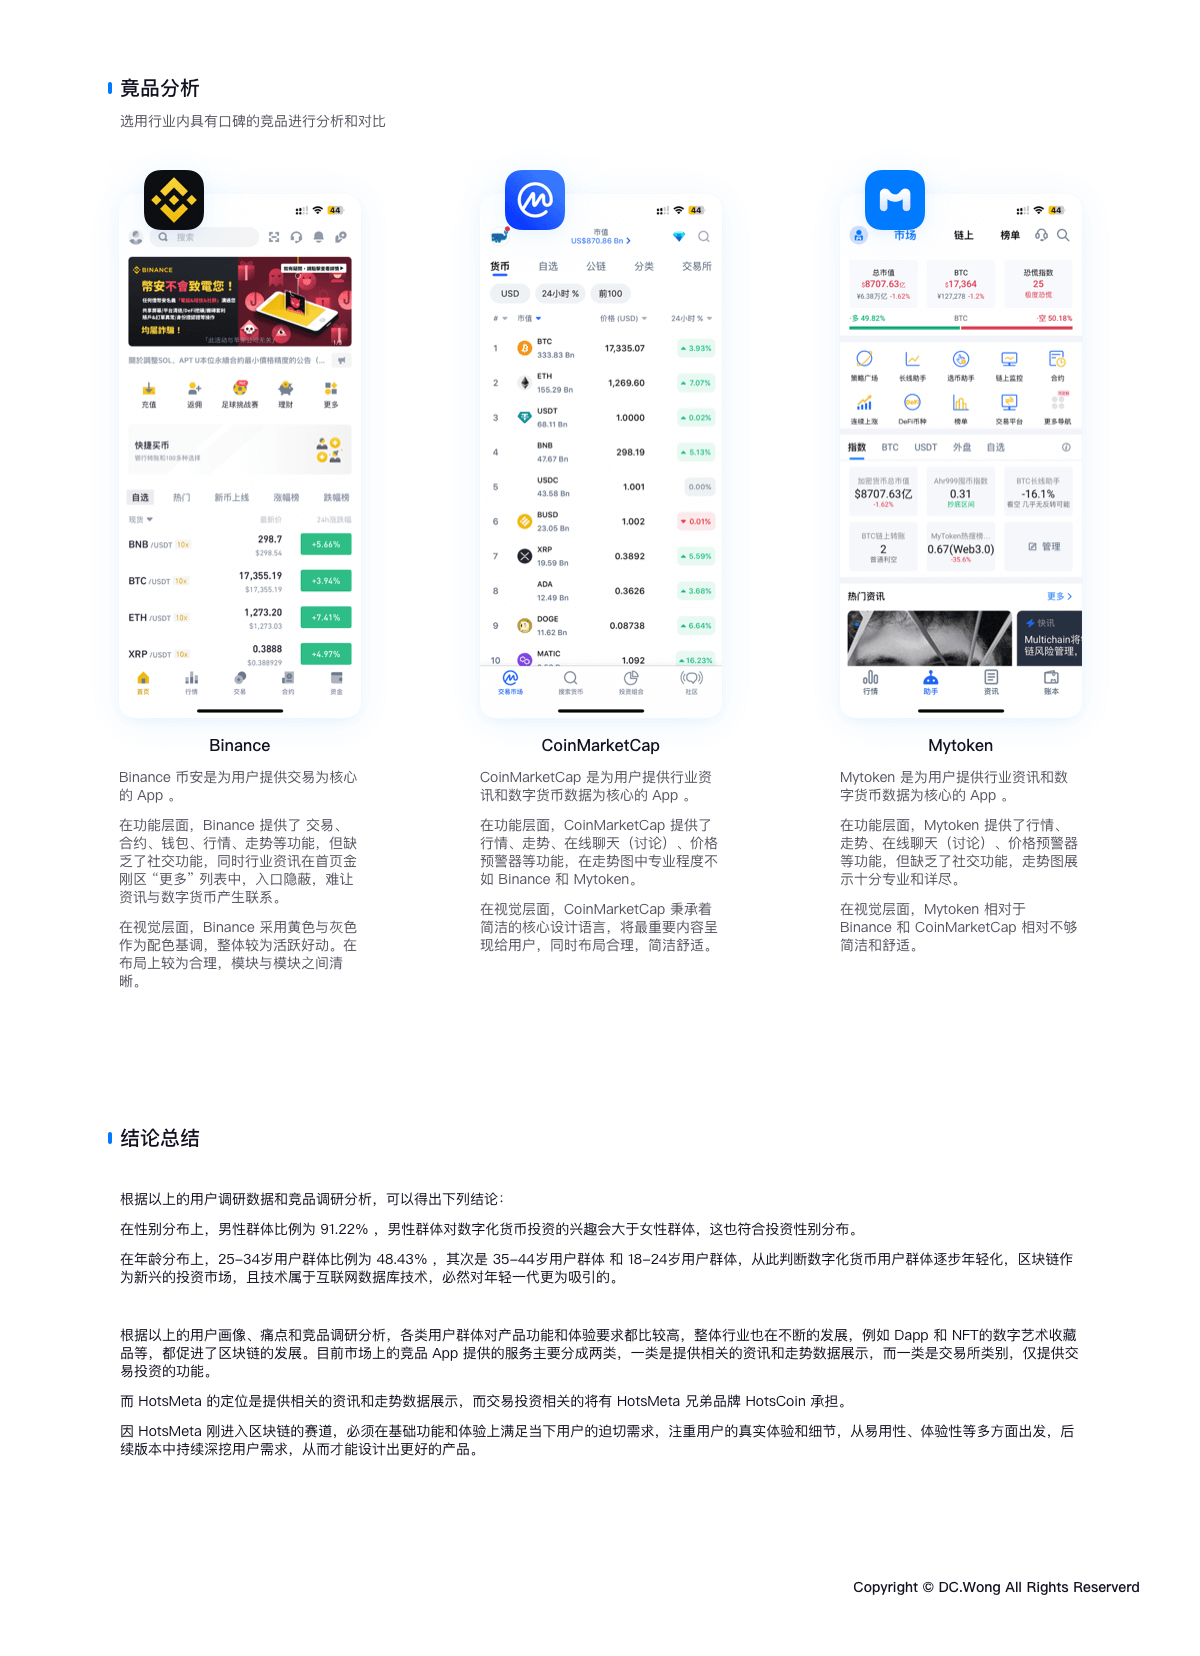 竟品分析
选用行业内具有口碑的竞品进行分析和对比
44
搜索
BINANCE
幣安不會致電您！
均屬詐騙！
關於調整SOL、APT U本位永續合約最小價格精度的公告（...
充值 返佣 足球挑战赛 理财 更多
快捷买币
银行转账和100多种选择
自选 热门 新币上线 涨幅榜 跌幅榜
现货 最新价 24h涨跌幅
BNB /USDT 10x 298.7 +5.66%
$298.54
BTC /USDT 10x 17,355.19 +3.94%
$17,355.19
ETH /USDT 10x 1,273.20 +7.41%
$1,273.03
XRP /USDT 10x 0.3888 +4.97%
$0.388929
首页 行情 交易 合约 资金
44
市值
US$870.86 Bn
货币 自选 公链 分类 交易所
USD 24小时 % 前100
# 市值 价格 (USD) 24小时 %
1 BTC 333.83 Bn 17,335.07 3.93%
2 ETH 155.29 Bn 1,269.60 7.07%
3 USDT 68.11 Bn 1.0000 0.02%
4 BNB 47.67 Bn 298.19 5.13%
5 USDC 43.58 Bn 1.001 0.00%
6 BUSD 23.05 Bn 1.002 0.01%
7 XRP 19.59 Bn 0.3892 5.59%
8 ADA 12.49 Bn 0.3626 3.68%
9 DOGE 11.62 Bn 0.08738 6.64%
10 MATIC 1.092 16.23%
交易市场 搜索货币 投资组合 社区
44
市场 链上 榜单
总市值 BTC 恐慌指数
$8707.63亿 $17,364 25
¥6.38万亿 -1.62% ¥127,278 -1.2% 极度恐慌
·多 49.82% BTC ·空 50.18%
策略广场 长线助手 选币助手 链上监控 合约
连续上涨 DeFi币种 榜单 交易平台 更多导航
指数 BTC USDT 外盘 自选
加密货币总市值 Ahr999囤币指数 BTC长线助手
$8707.63亿 0.31 -16.1%
-1.62% 抄底区间 看空 几乎无反转可能
BTC链上转账 MyToken热搜榜...
2 0.67(Web3.0) 管理
普通利空 -35.6%
热门资讯 更多
快讯
Multichain将
链风险管理，
行情 助手 资讯 账本
Binance
Binance 币安是为用户提供交易为核心
的 App 。
在功能层面，Binance 提供了 交易、
合约、钱包、行情、走势等功能，但缺
乏了社交功能，同时行业资讯在首页金
刚区 “更多” 列表中，入口隐蔽，难让
资讯与数字货币产生联系。
在视觉层面，Binance 采用黄色与灰色
作为配色基调，整体较为活跃好动。在
布局上较为合理，模块与模块之间清
晰。
CoinMarketCap
CoinMarketCap 是为用户提供行业资
讯和数字货币数据为核心的 App 。
在功能层面，CoinMarketCap 提供了
行情、走势、在线聊天（讨论）、价格
预警器等功能，在走势图中专业程度不
如 Binance 和 Mytoken。
在视觉层面，CoinMarketCap 秉承着
简洁的核心设计语言，将最重要内容呈
现给用户，同时布局合理，简洁舒适。
Mytoken
Mytoken 是为用户提供行业资讯和数
字货币数据为核心的 App 。
在功能层面，Mytoken 提供了行情、
走势、在线聊天（讨论）、价格预警器
等功能，但缺乏了社交功能，走势图展
示十分专业和详尽。
在视觉层面，Mytoken 相对于
Binance 和 CoinMarketCap 相对不够
简洁和舒适。
结论总结
根据以上的用户调研数据和竞品调研分析，可以得出下列结论：
在性别分布上，男性群体比例为 91.22% ，男性群体对数字化货币投资的兴趣会大于女性群体，这也符合投资性别分布。
在年龄分布上，25-34岁用户群体比例为 48.43% ，其次是 35-44岁用户群体 和 18-24岁用户群体，从此判断数字化货币用户群体逐步年轻化，区块链作
为新兴的投资市场，且技术属于互联网数据库技术，必然对年轻一代更为吸引的。
根据以上的用户画像、痛点和竞品调研分析，各类用户群体对产品功能和体验要求都比较高，整体行业也在不断的发展，例如 Dapp 和 NFT的数字艺术收藏
品等，都促进了区块链的发展。目前市场上的竞品 App 提供的服务主要分成两类，一类是提供相关的资讯和走势数据展示，而一类是交易所类别，仅提供交
易投资的功能。
而 HotsMeta 的定位是提供相关的资讯和走势数据展示，而交易投资相关的将有 HotsMeta 兄弟品牌 HotsCoin 承担。
因 HotsMeta 刚进入区块链的赛道，必须在基础功能和体验上满足当下用户的迫切需求，注重用户的真实体验和细节，从易用性、体验性等多方面出发，后
续版本中持续深挖用户需求，从而才能设计出更好的产品。
Copyright © DC.Wong All Rights Reserverd